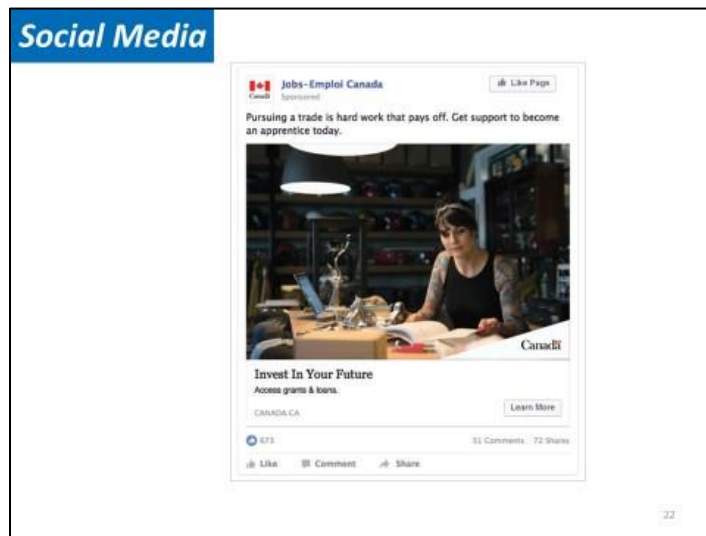 Social Media
Jobs-Emploi Canada
Like Page
Canada
Sponsored
Pursuing a trade is hard work that pays off. Get support to become
an apprentice today.
Canada
Invest In Your Future
Access grants & loans.
CANADA.CA
Learn More
673
31 Comments 72 Shares
Like Comment Share
22